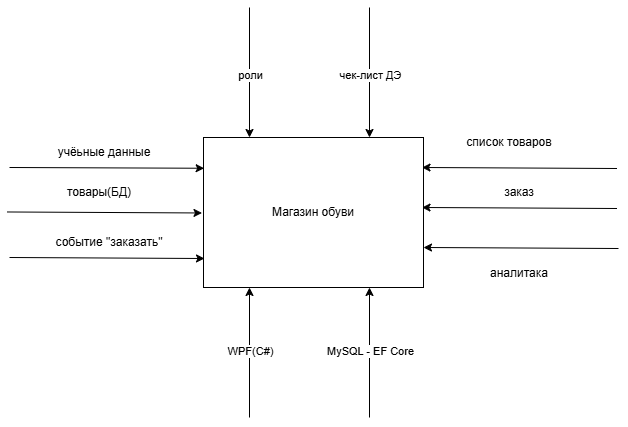 роли
чек-лист ДЭ
учёьные данные
список товаров
товары(БД)
заказ
Магазин обуви
событие "заказать"
аналитака
WPF(C#)
MySQL - EF Core